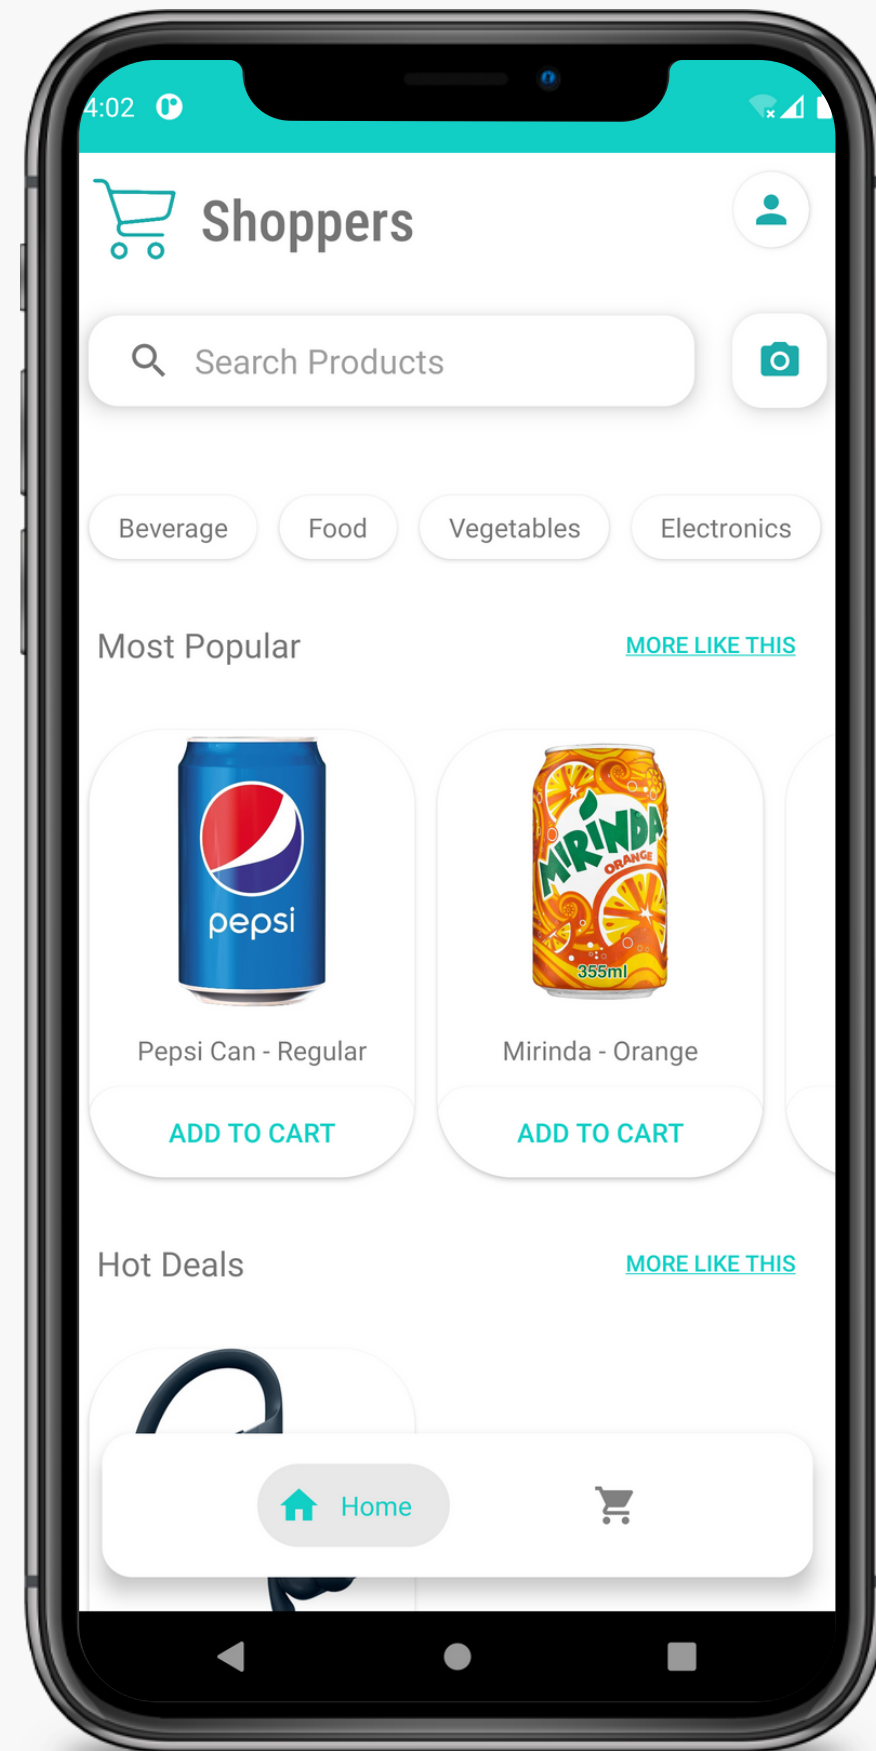 4:02
Shoppers
Search Products
Beverage Food Vegetables Electronics
Most Popular MORE LIKE THIS
pepsi
MIRINDA
ORANGE
355ml
Pepsi Can - Regular Mirinda - Orange
ADD TO CART ADD TO CART
Hot Deals MORE LIKE THIS
Home